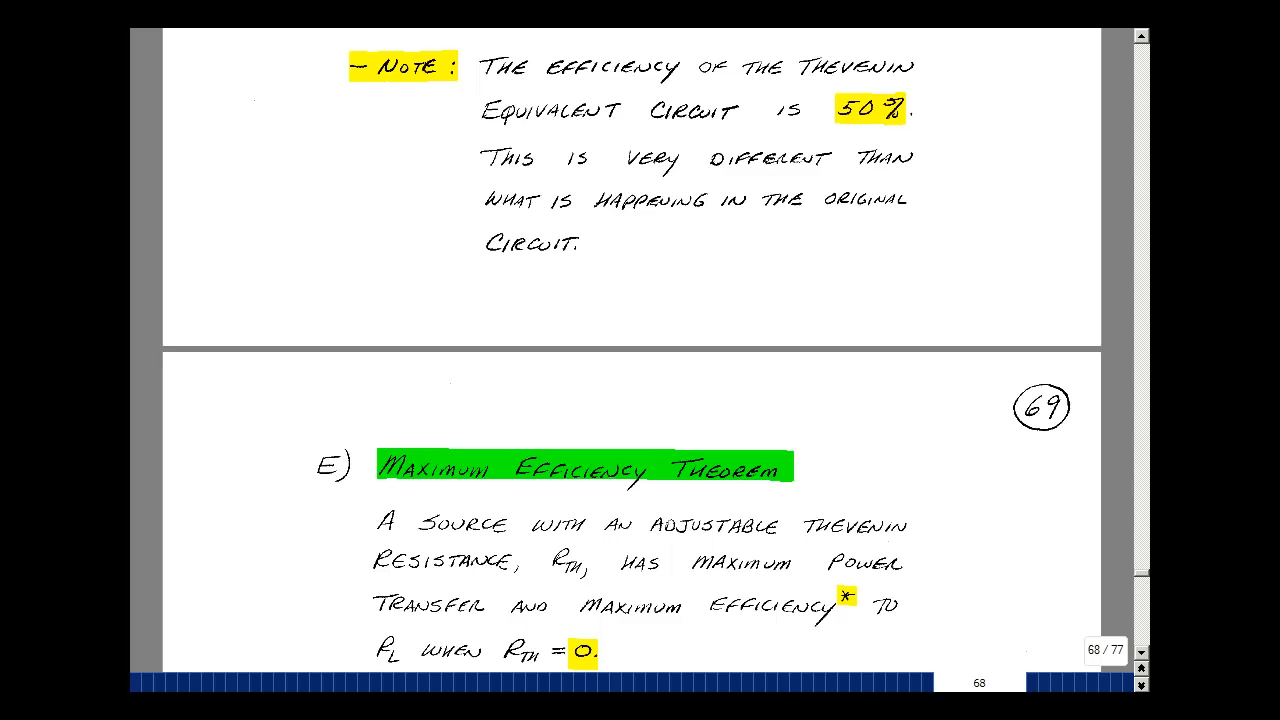 - NOTE: THE EFFICIENCY OF THE THEVENIN
EQUIVALENT CIRCUIT IS 50%.
THIS IS VERY DIFFERENT THAN
WHAT IS HAPPENING IN THE ORIGINAL
CIRCUIT.
69
E) MAXIMUM EFFICIENCY THEOREM
A SOURCE WITH AN ADJUSTABLE THEVENIN
RESISTANCE, RTH, HAS MAXIMUM POWER
TRANSFER AND MAXIMUM EFFICIENCY* TO
RL WHEN RTH = 0.
68 / 77
68